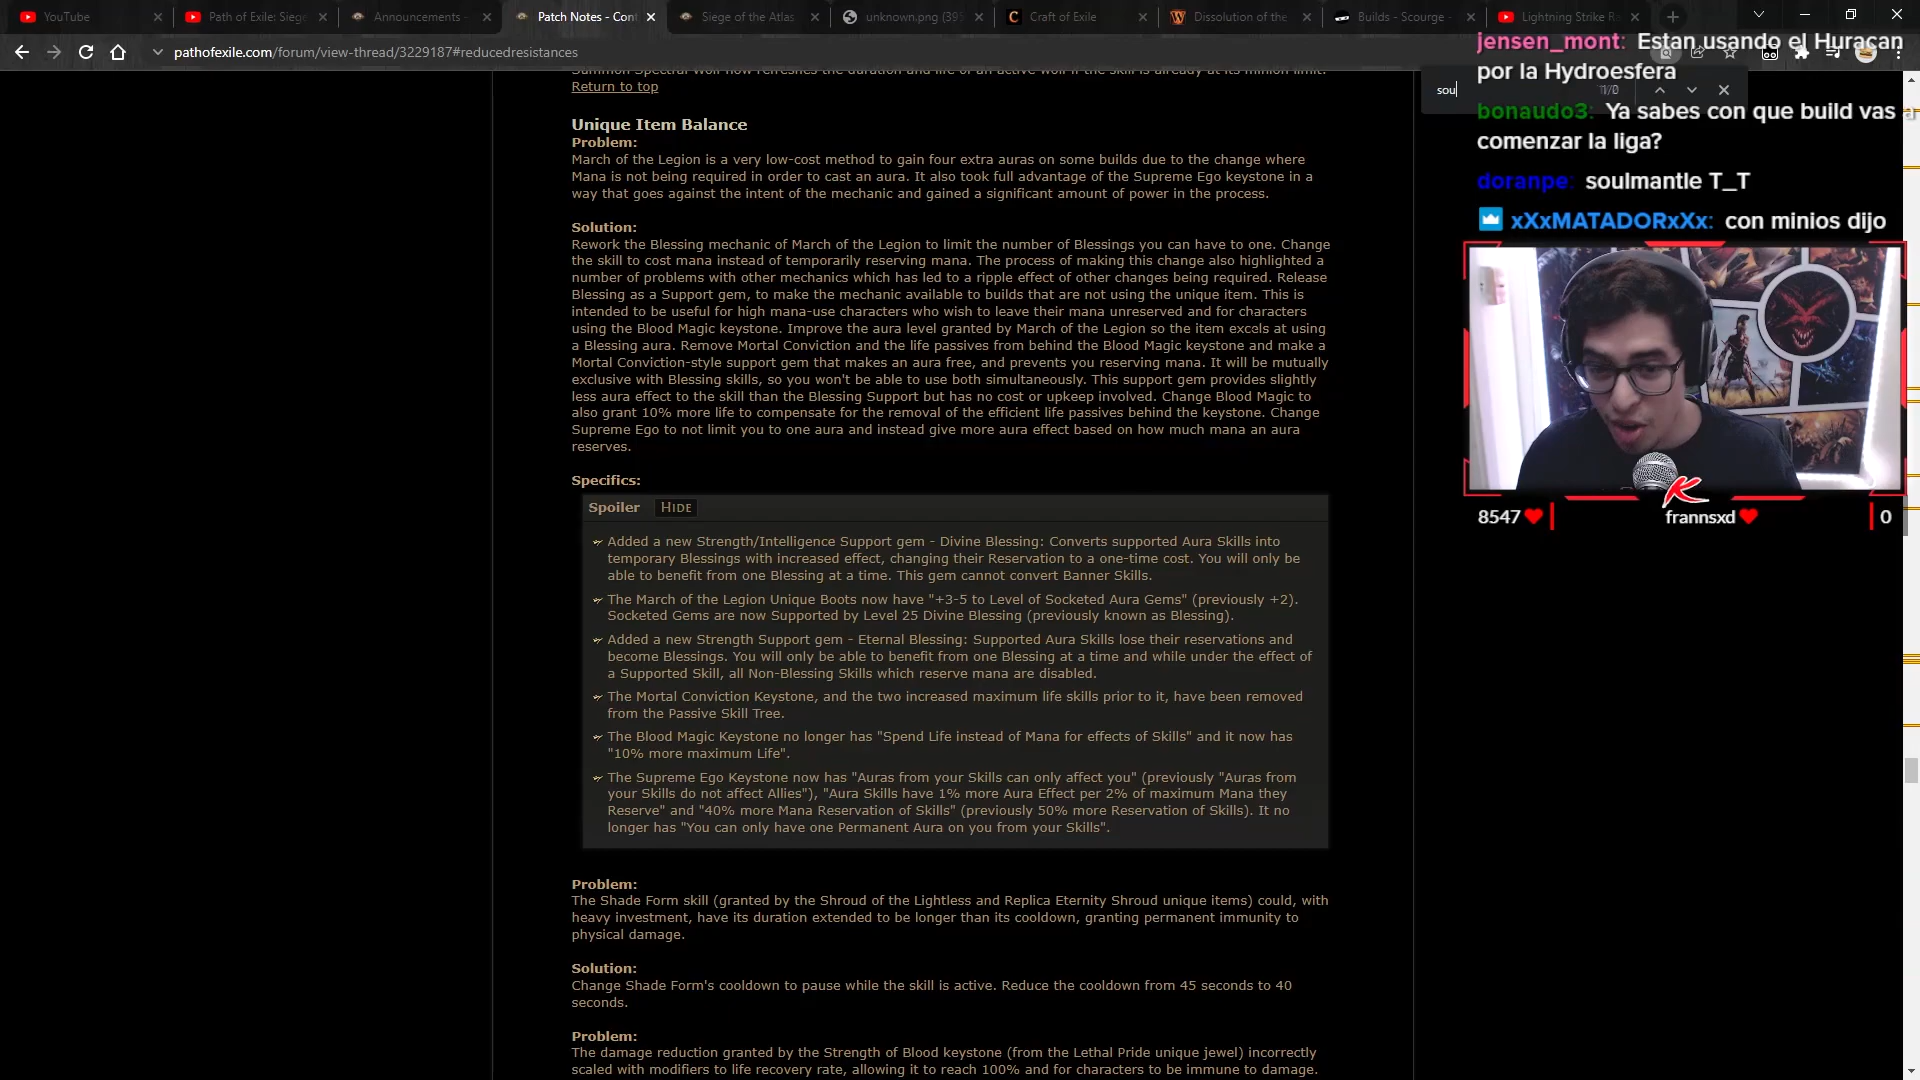 YouTube
Path of Exile: Siege
Announcements -
Patch Notes - Cont
Siege of the Atlas
unknown.png (39
Craft of Exile
Dissolution of the
Builds - Scourge -
Lightning Strike Ra
pathofexile.com/forum/view-thread/3229187#reducedresistances
sou
1/0
Summon Spectral Wolf now refreshes the duration and life of an active wolf if the skill is already at its minion limit.
Return to top
Unique Item Balance
Problem:
March of the Legion is a very low-cost method to gain four extra auras on some builds due to the change where
Mana is not being required in order to cast an aura. It also took full advantage of the Supreme Ego keystone in a
way that goes against the intent of the mechanic and gained a significant amount of power in the process.
Solution:
Rework the Blessing mechanic of March of the Legion to limit the number of Blessings you can have to one. Change
the skill to cost mana instead of temporarily reserving mana. The process of making this change also highlighted a
number of problems with other mechanics which has led to a ripple effect of other changes being required. Release
Blessing as a Support gem, to make the mechanic available to builds that are not using the unique item. This is
intended to be useful for high mana-use characters who wish to leave their mana unreserved and for characters
using the Blood Magic keystone. Improve the aura level granted by March of the Legion so the item excels at using
a Blessing aura. Remove Mortal Conviction and the life passives from behind the Blood Magic keystone and make a
Mortal Conviction-style support gem that makes an aura free, and prevents you reserving mana. It will be mutually
exclusive with Blessing skills, so you won't be able to use both simultaneously. This support gem provides slightly
less aura effect to the skill than the Blessing Support but has no cost or upkeep involved. Change Blood Magic to
also grant 10% more life to compensate for the removal of the efficient life passives behind the keystone. Change
Supreme Ego to not limit you to one aura and instead give more aura effect based on how much mana an aura
reserves.
Specifics:
Spoiler HIDE
Added a new Strength/Intelligence Support gem - Divine Blessing: Converts supported Aura Skills into
temporary Blessings with increased effect, changing their Reservation to a one-time cost. You will only be
able to benefit from one Blessing at a time. This gem cannot convert Banner Skills.
The March of the Legion Unique Boots now have "+3-5 to Level of Socketed Aura Gems" (previously +2).
Socketed Gems are now Supported by Level 25 Divine Blessing (previously known as Blessing).
Added a new Strength Support gem - Eternal Blessing: Supported Aura Skills lose their reservations and
become Blessings. You will only be able to benefit from one Blessing at a time and while under the effect of
a Supported Skill, all Non-Blessing Skills which reserve mana are disabled.
The Mortal Conviction Keystone, and the two increased maximum life skills prior to it, have been removed
from the Passive Skill Tree.
The Blood Magic Keystone no longer has "Spend Life instead of Mana for effects of Skills" and it now has
"10% more maximum Life".
The Supreme Ego Keystone now has "Auras from your Skills can only affect you" (previously "Auras from
your Skills do not affect Allies"), "Aura Skills have 1% more Aura Effect per 2% of maximum Mana they
Reserve" and "40% more Mana Reservation of Skills" (previously 50% more Reservation of Skills). It no
longer has "You can only have one Permanent Aura on you from your Skills".
Problem:
The Shade Form skill (granted by the Shroud of the Lightless and Replica Eternity Shroud unique items) could, with
heavy investment, have its duration extended to be longer than its cooldown, granting permanent immunity to
physical damage.
Solution:
Change Shade Form's cooldown to pause while the skill is active. Reduce the cooldown from 45 seconds to 40
seconds.
Problem:
The damage reduction granted by the Strength of Blood keystone (from the Lethal Pride unique jewel) incorrectly
scaled with modifiers to life recovery rate, allowing it to reach 100% and for characters to be immune to damage.
jensen_mont: Estan usando el Huracan
por la Hydroesfera
bonaudo3: Ya sabes con que build vas a
comenzar la liga?
doranpe: soulmantle T_T
xXxMATADORxXx: con minios dijo
8547
frannsxd
0